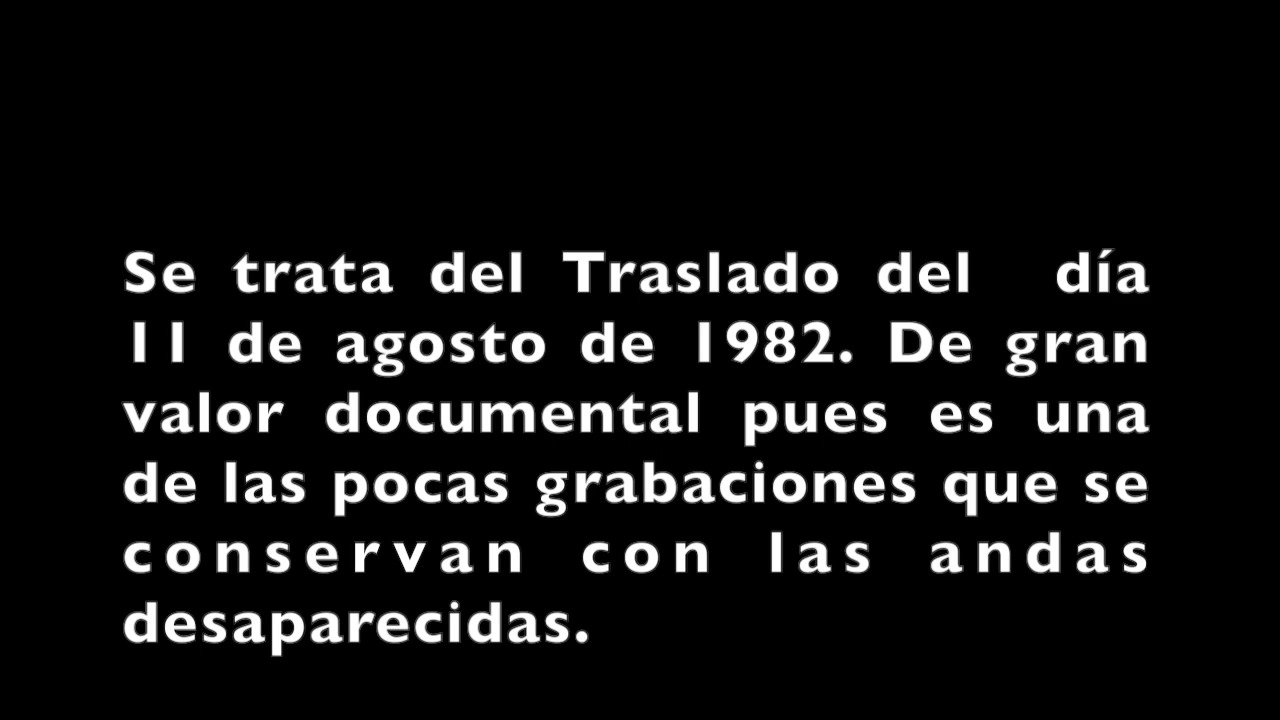 Se trata del Traslado del día
11 de agosto de 1982. De gran
valor documental pues es una
de las pocas grabaciones que se
conservan con las andas
desaparecidas.